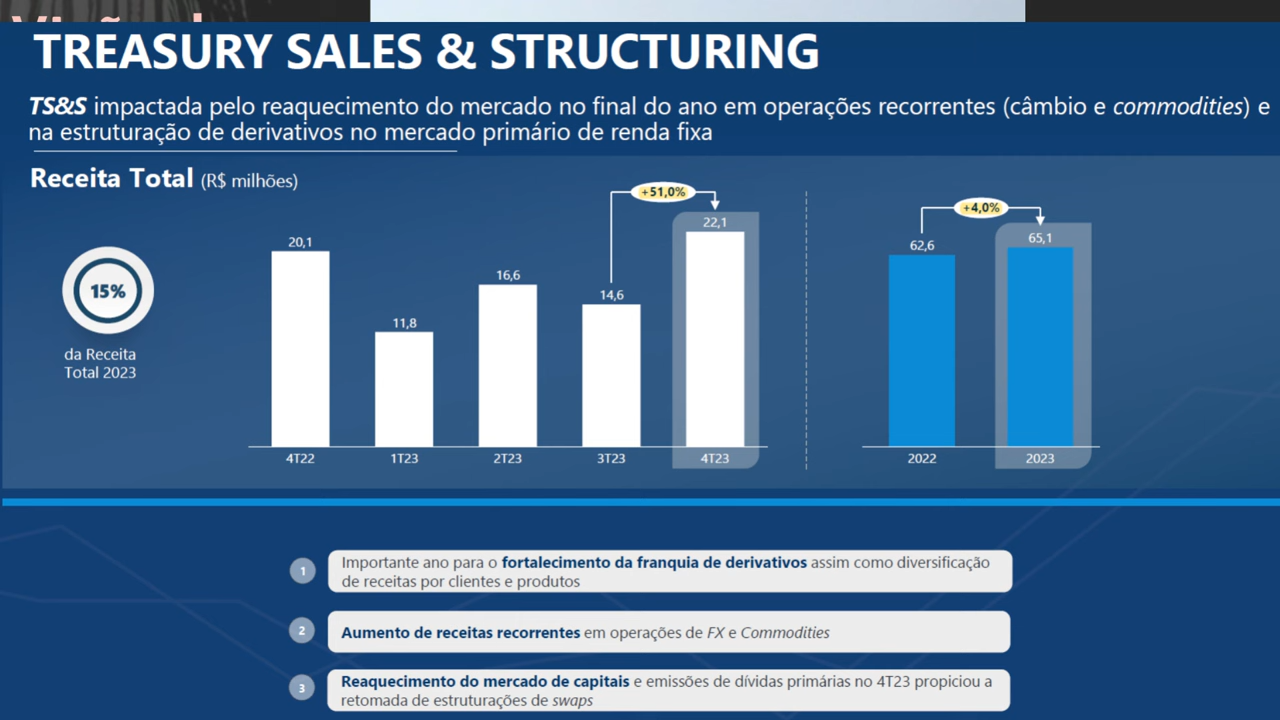 TREASURY SALES & STRUCTURING
TS&S impactada pelo reaquecimento do mercado no final do ano em operações recorrentes (câmbio e commodities) e
na estruturação de derivativos no mercado primário de renda fixa
Receita Total (R$ milhões)
15%
da Receita
Total 2023
+51,0%
20,1
11,8
16,6
14,6
22,1
4T22
1T23
2T23
3T23
4T23
+4,0%
62,6
65,1
2022
2023
1
Importante ano para o fortalecimento da franquia de derivativos assim como diversificação
de receitas por clientes e produtos
2
Aumento de receitas recorrentes em operações de FX e Commodities
3
Reaquecimento do mercado de capitais e emissões de dívidas primárias no 4T23 propiciou a
retomada de estruturações de swaps